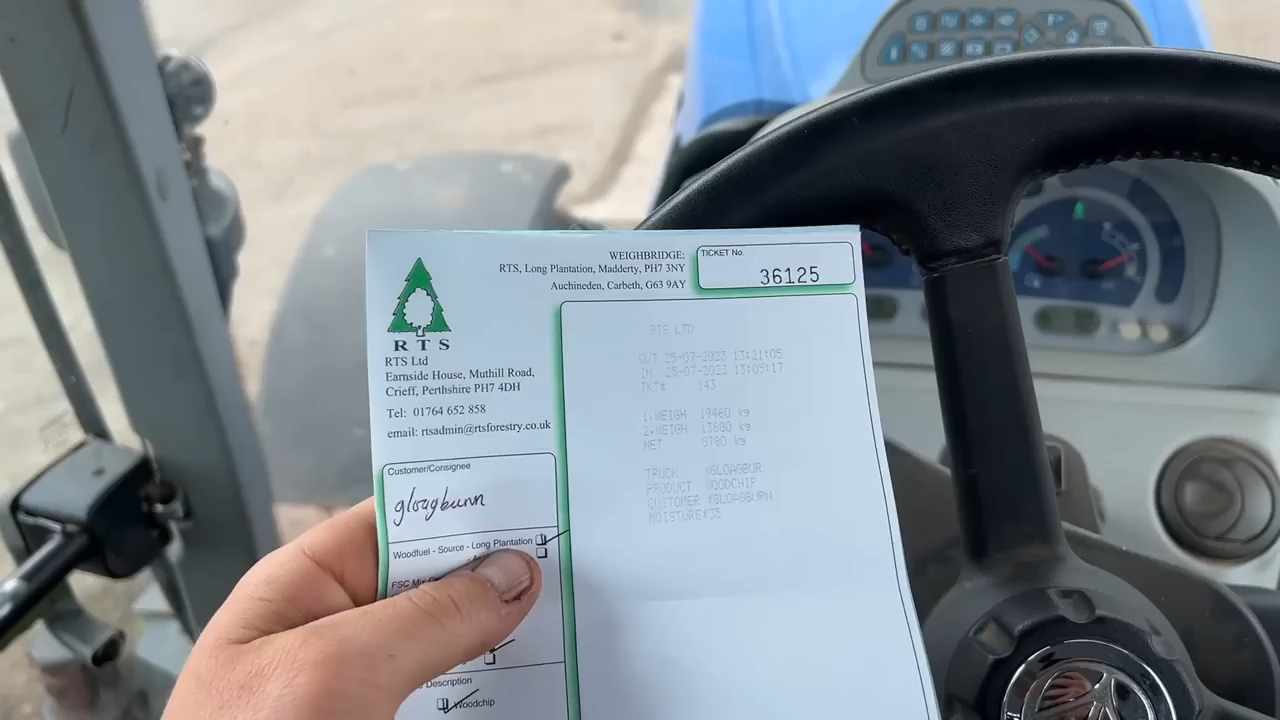 WEIGHBRIDGE:
RTS, Long Plantation, Madderty, PH7 3NY
Auchineden, Carbeth, G63 9AY
TICKET No.
36125
RTS
RTS Ltd
Earnside House, Muthill Road,
Crieff, Perthshire PH7 4DH
Tel: 01764 652 858
email: rtsadmin@rtsforestry.co.uk
Customer/Consignee
gloagburn
Woodfuel - Source - Long Plantation
FSC Mix
Description
Woodchip
RTS LTD
OUT 25-07-2023 13:21:05
IN 25-07-2023 13:05:17
TKT# 143
1.WEIGH 19460 kg
2.WEIGH 13680 kg
NET 5780 kg
TRUCK #GLOAGBUR
PRODUCT WOODCHIP
CUSTOMER #GLOAGBURN
MOISTURE#35